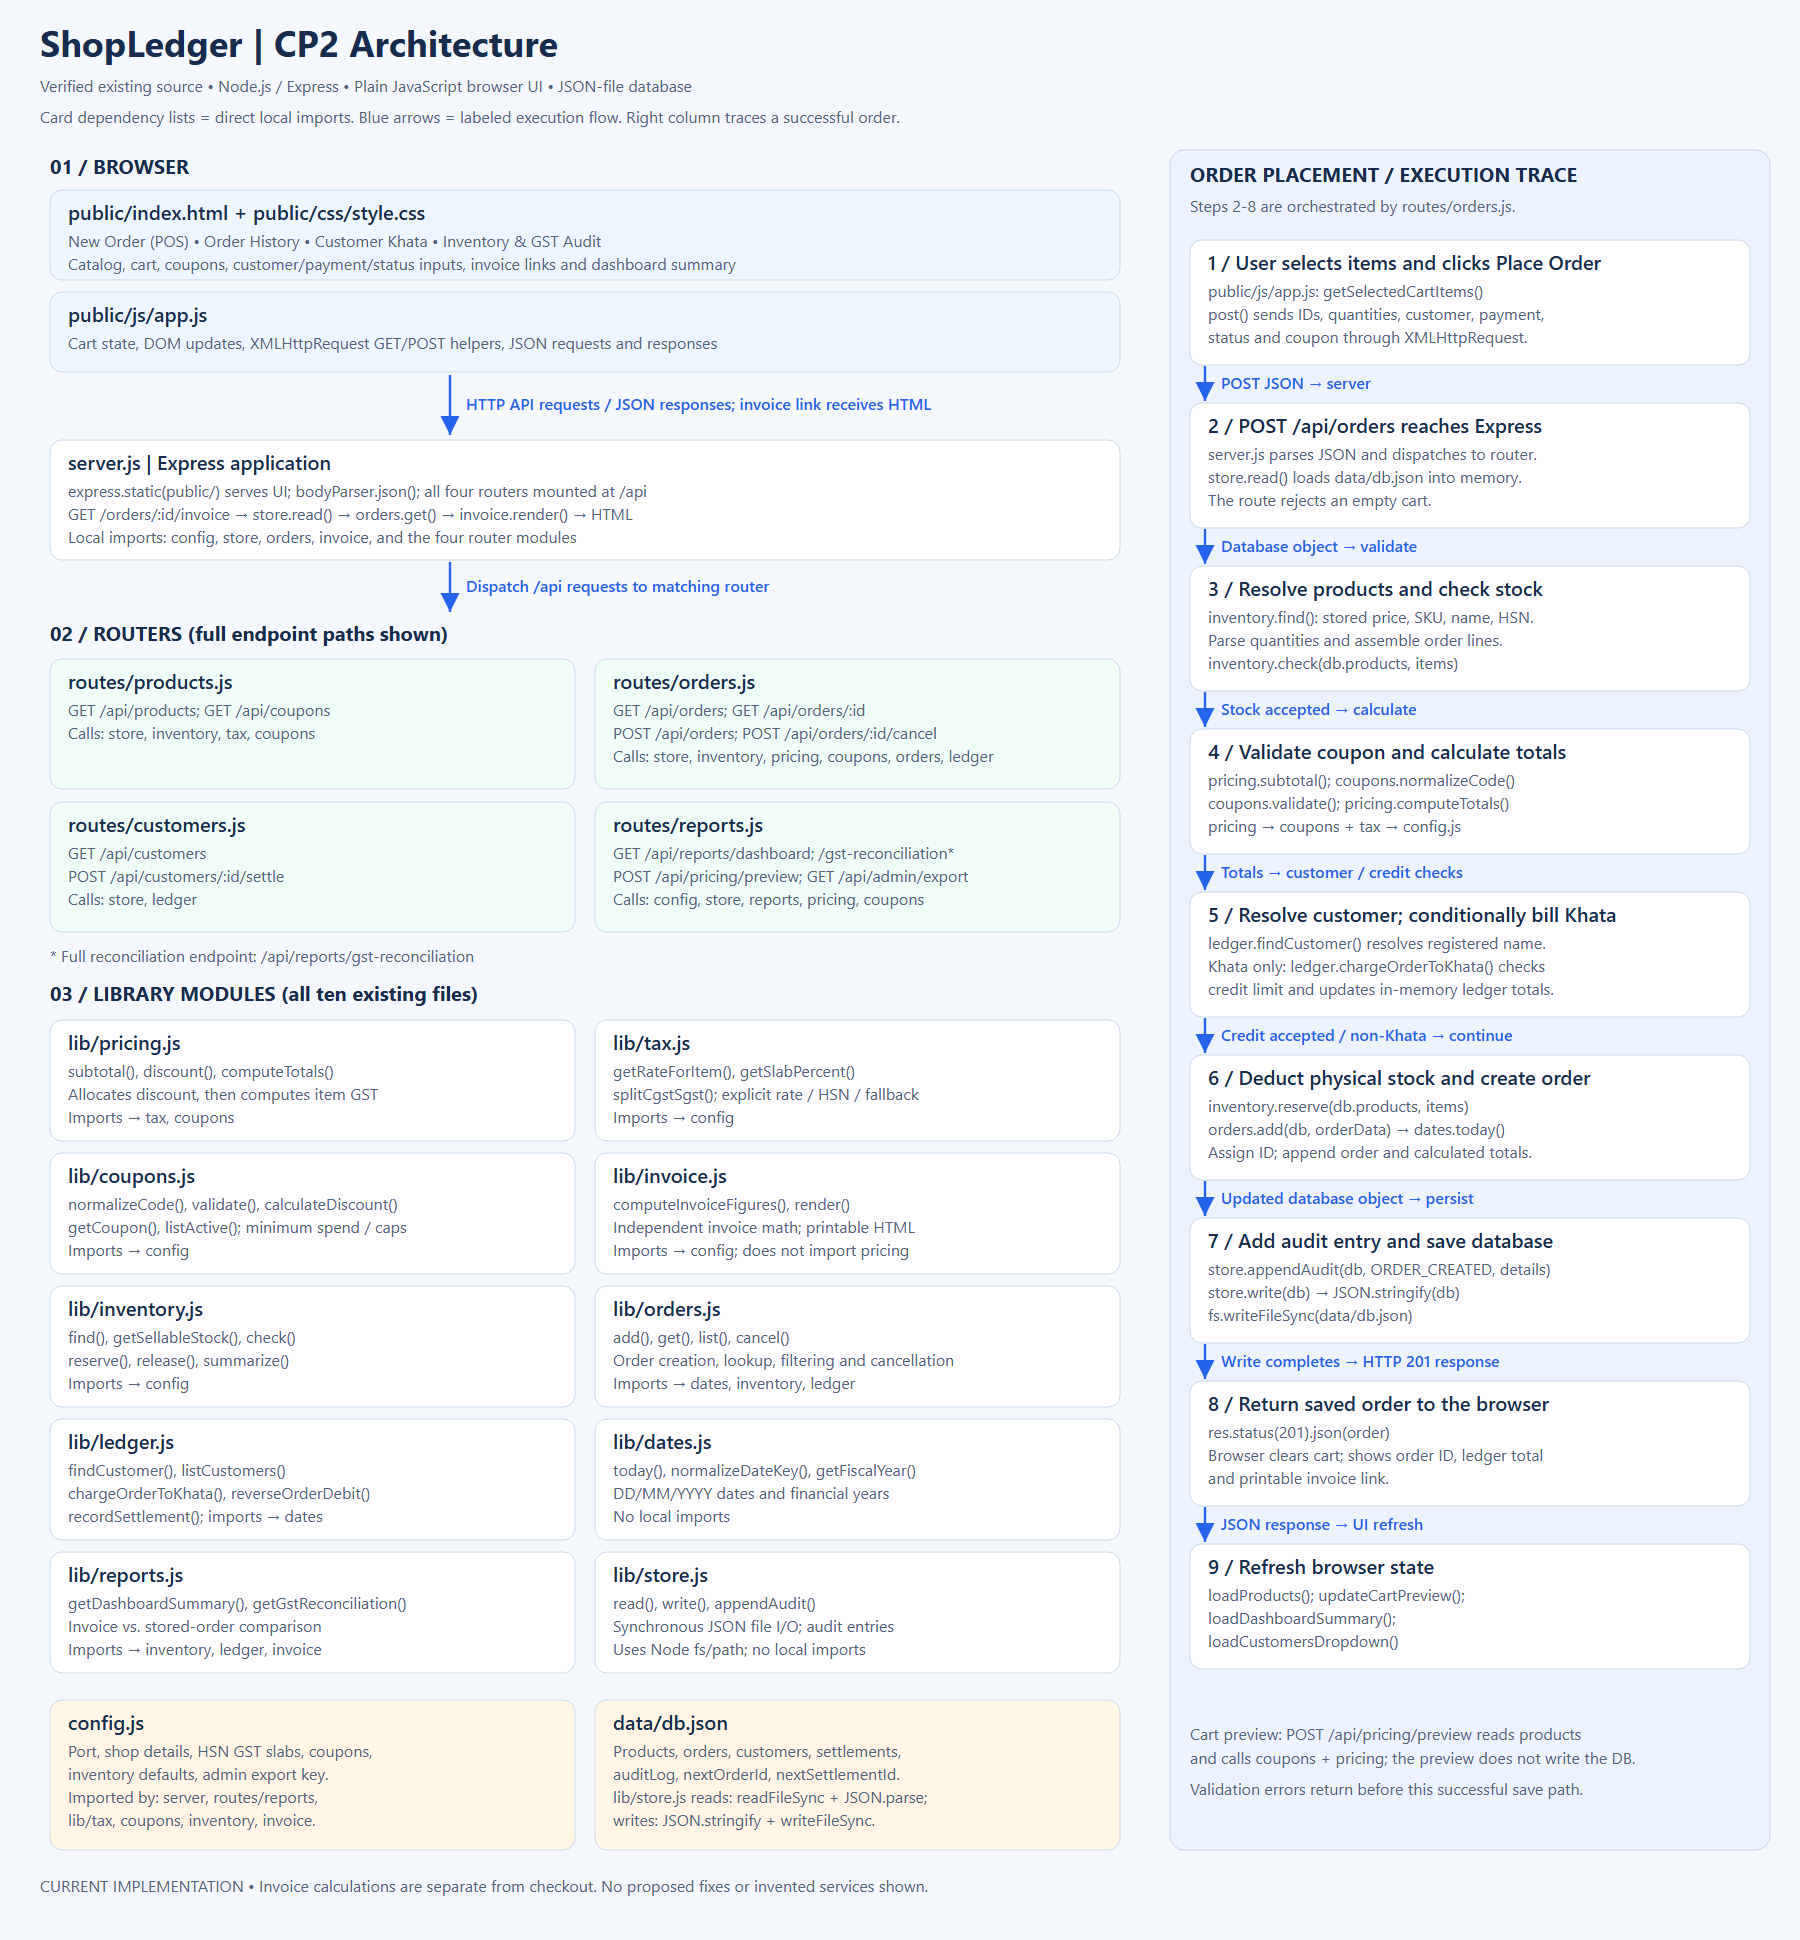 ShopLedger | CP2 Architecture
Verified existing source • Node.js / Express • Plain JavaScript browser UI • JSON-file database
Card dependency lists = direct local imports. Blue arrows = labeled execution flow. Right column traces a successful order.
01 / BROWSER
public/index.html + public/css/style.css
New Order (POS) • Order History • Customer Khata • Inventory & GST Audit
Catalog, cart, coupons, customer/payment/status inputs, invoice links and dashboard summary
public/js/app.js
Cart state, DOM updates, XMLHttpRequest GET/POST helpers, JSON requests and responses
HTTP API requests / JSON responses; invoice link receives HTML
server.js | Express application
express.static(public/) serves UI; bodyParser.json(); all four routers mounted at /api
GET /orders/:id/invoice → store.read() → orders.get() → invoice.render() → HTML
Local imports: config, store, orders, invoice, and the four router modules
Dispatch /api requests to matching router
02 / ROUTERS (full endpoint paths shown)
routes/products.js
GET /api/products; GET /api/coupons
Calls: store, inventory, tax, coupons
routes/orders.js
GET /api/orders; GET /api/orders/:id
POST /api/orders; POST /api/orders/:id/cancel
Calls: store, inventory, pricing, coupons, orders, ledger
routes/customers.js
GET /api/customers
POST /api/customers/:id/settle
Calls: store, ledger
routes/reports.js
GET /api/reports/dashboard; /gst-reconciliation*
POST /api/pricing/preview; GET /api/admin/export
Calls: config, store, reports, pricing, coupons
* Full reconciliation endpoint: /api/reports/gst-reconciliation
03 / LIBRARY MODULES (all ten existing files)
lib/pricing.js
subtotal(), discount(), computeTotals()
Allocates discount, then computes item GST
Imports → tax, coupons
lib/tax.js
getRateForItem(), getSlabPercent()
splitCgstSgst(); explicit rate / HSN / fallback
Imports → config
lib/coupons.js
normalizeCode(), validate(), calculateDiscount()
getCoupon(), listActive(); minimum spend / caps
Imports → config
lib/invoice.js
computeInvoiceFigures(), render()
Independent invoice math; printable HTML
Imports → config; does not import pricing
lib/inventory.js
find(), getSellableStock(), check()
reserve(), release(), summarize()
Imports → config
lib/orders.js
add(), get(), list(), cancel()
Order creation, lookup, filtering and cancellation
Imports → dates, inventory, ledger
lib/ledger.js
findCustomer(), listCustomers()
chargeOrderToKhata(), reverseOrderDebit()
recordSettlement(); imports → dates
lib/dates.js
today(), normalizeDateKey(), getFiscalYear()
DD/MM/YYYY dates and financial years
No local imports
lib/reports.js
getDashboardSummary(), getGstReconciliation()
Invoice vs. stored-order comparison
Imports → inventory, ledger, invoice
lib/store.js
read(), write(), appendAudit()
Synchronous JSON file I/O; audit entries
Uses Node fs/path; no local imports
config.js
Port, shop details, HSN GST slabs, coupons,
inventory defaults, admin export key.
Imported by: server, routes/reports,
lib/tax, coupons, inventory, invoice.
data/db.json
Products, orders, customers, settlements,
auditLog, nextOrderId, nextSettlementId.
lib/store.js reads: readFileSync + JSON.parse;
writes: JSON.stringify + writeFileSync.
ORDER PLACEMENT / EXECUTION TRACE
Steps 2-8 are orchestrated by routes/orders.js.
1 / User selects items and clicks Place Order
public/js/app.js: getSelectedCartItems()
post() sends IDs, quantities, customer, payment,
status and coupon through XMLHttpRequest.
POST JSON → server
2 / POST /api/orders reaches Express
server.js parses JSON and dispatches to router.
store.read() loads data/db.json into memory.
The route rejects an empty cart.
Database object → validate
3 / Resolve products and check stock
inventory.find(): stored price, SKU, name, HSN.
Parse quantities and assemble order lines.
inventory.check(db.products, items)
Stock accepted → calculate
4 / Validate coupon and calculate totals
pricing.subtotal(); coupons.normalizeCode()
coupons.validate(); pricing.computeTotals()
pricing → coupons + tax → config.js
Totals → customer / credit checks
5 / Resolve customer; conditionally bill Khata
ledger.findCustomer() resolves registered name.
Khata only: ledger.chargeOrderToKhata() checks
credit limit and updates in-memory ledger totals.
Credit accepted / non-Khata → continue
6 / Deduct physical stock and create order
inventory.reserve(db.products, items)
orders.add(db, orderData) → dates.today()
Assign ID; append order and calculated totals.
Updated database object → persist
7 / Add audit entry and save database
store.appendAudit(db, ORDER_CREATED, details)
store.write(db) → JSON.stringify(db)
fs.writeFileSync(data/db.json)
Write completes → HTTP 201 response
8 / Return saved order to the browser
res.status(201).json(order)
Browser clears cart; shows order ID, ledger total
and printable invoice link.
JSON response → UI refresh
9 / Refresh browser state
loadProducts(); updateCartPreview();
loadDashboardSummary();
loadCustomersDropdown()
Cart preview: POST /api/pricing/preview reads products
and calls coupons + pricing; the preview does not write the DB.
Validation errors return before this successful save path.
CURRENT IMPLEMENTATION • Invoice calculations are separate from checkout. No proposed fixes or invented services shown.